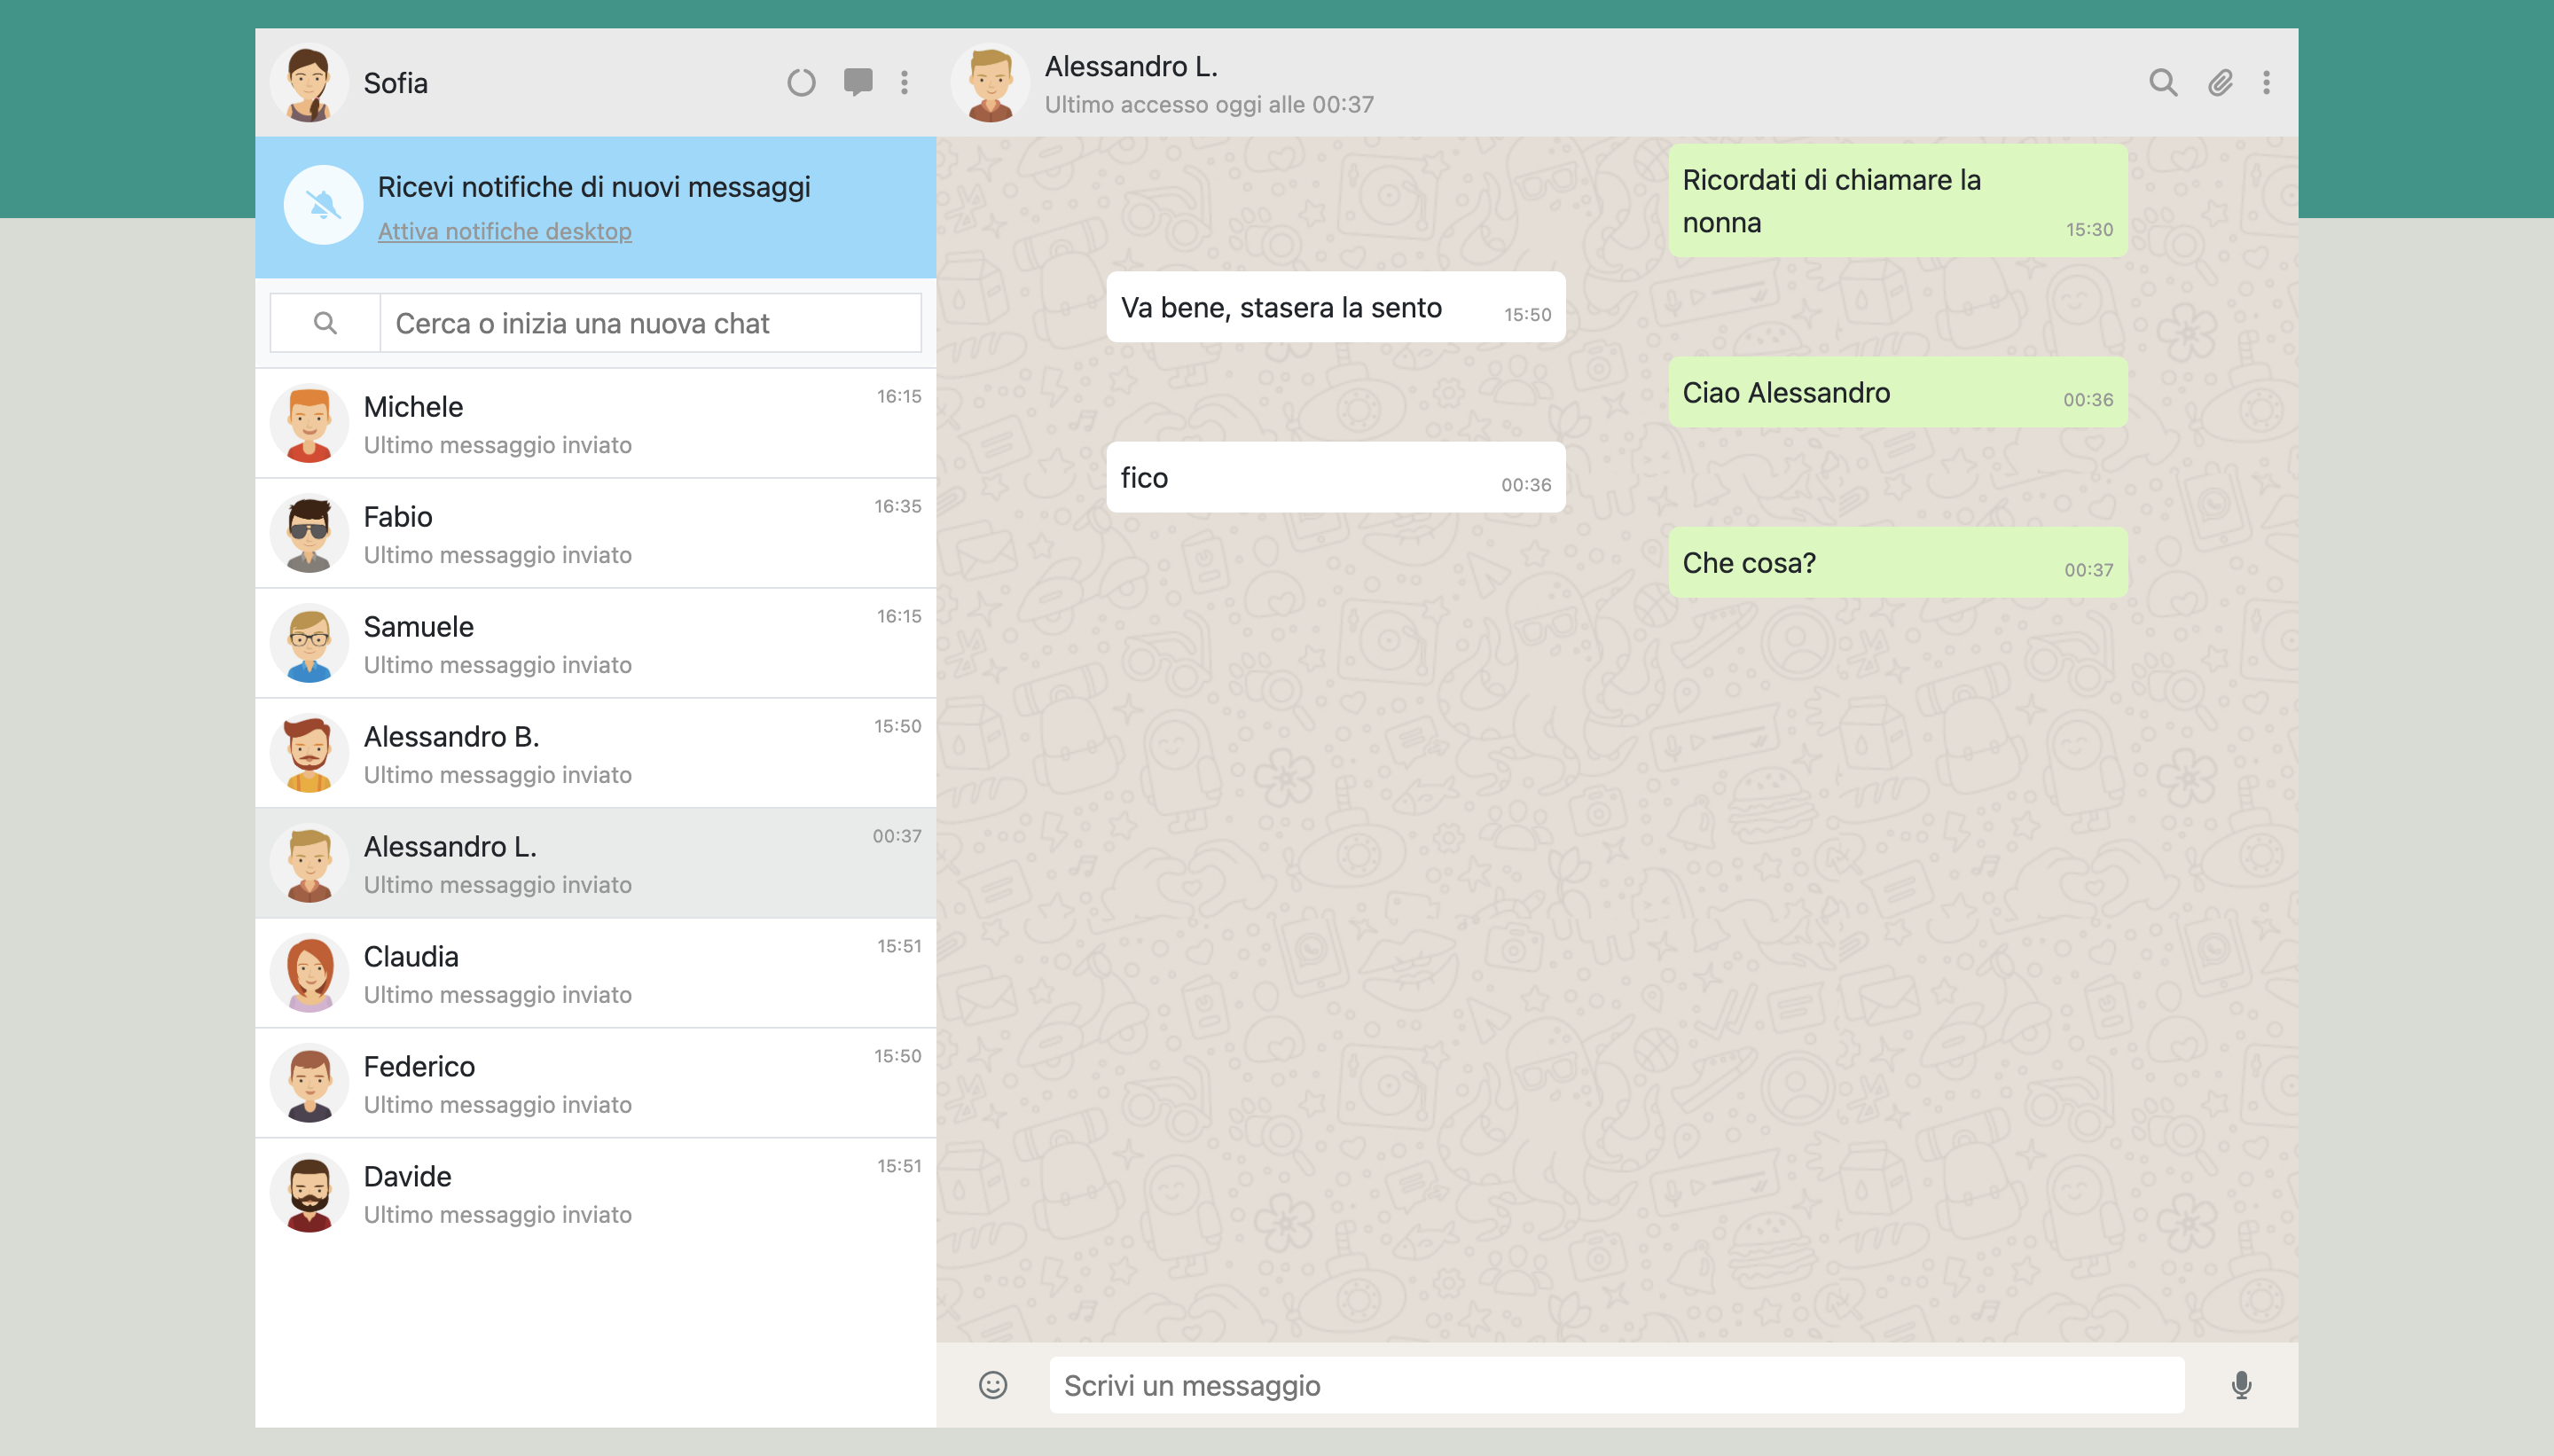 Sofia
Ricevi notifiche di nuovi messaggi
Attiva notifiche desktop
Cerca o inizia una nuova chat
Michele
16:15
Ultimo messaggio inviato
Fabio
16:35
Ultimo messaggio inviato
Samuele
16:15
Ultimo messaggio inviato
Alessandro B.
15:50
Ultimo messaggio inviato
Alessandro L.
00:37
Ultimo messaggio inviato
Claudia
15:51
Ultimo messaggio inviato
Federico
15:50
Ultimo messaggio inviato
Davide
15:51
Ultimo messaggio inviato
Alessandro L.
Ultimo accesso oggi alle 00:37
Ricordati di chiamare la
nonna
15:30
Va bene, stasera la sento
15:50
Ciao Alessandro
00:36
fico
00:36
Che cosa?
00:37
Scrivi un messaggio